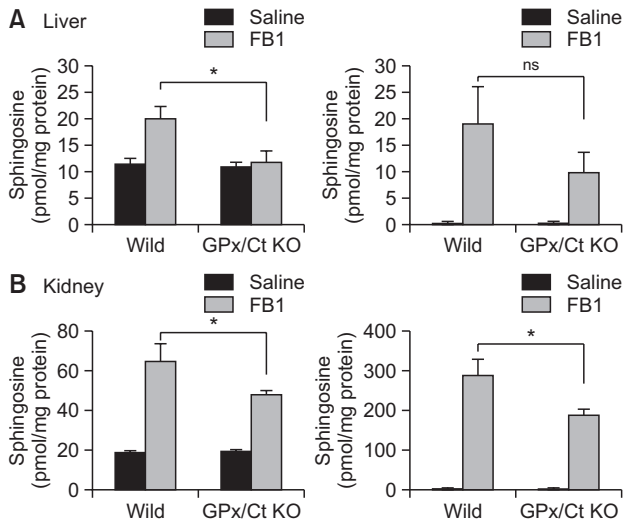 A Liver
Saline
FB1
Sphingosine
(pmol/mg protein)
30
25
20
15
10
5
0
*
Wild
GPx/Ct KO
Saline
FB1
Sphingosine
(pmol/mg protein)
30
25
20
15
10
5
0
ns
Wild
GPx/Ct KO
B Kidney
Saline
FB1
Sphingosine
(pmol/mg protein)
80
60
40
20
0
*
Wild
GPx/Ct KO
Saline
FB1
Sphingosine
(pmol/mg protein)
400
300
200
100
0
*
Wild
GPx/Ct KO